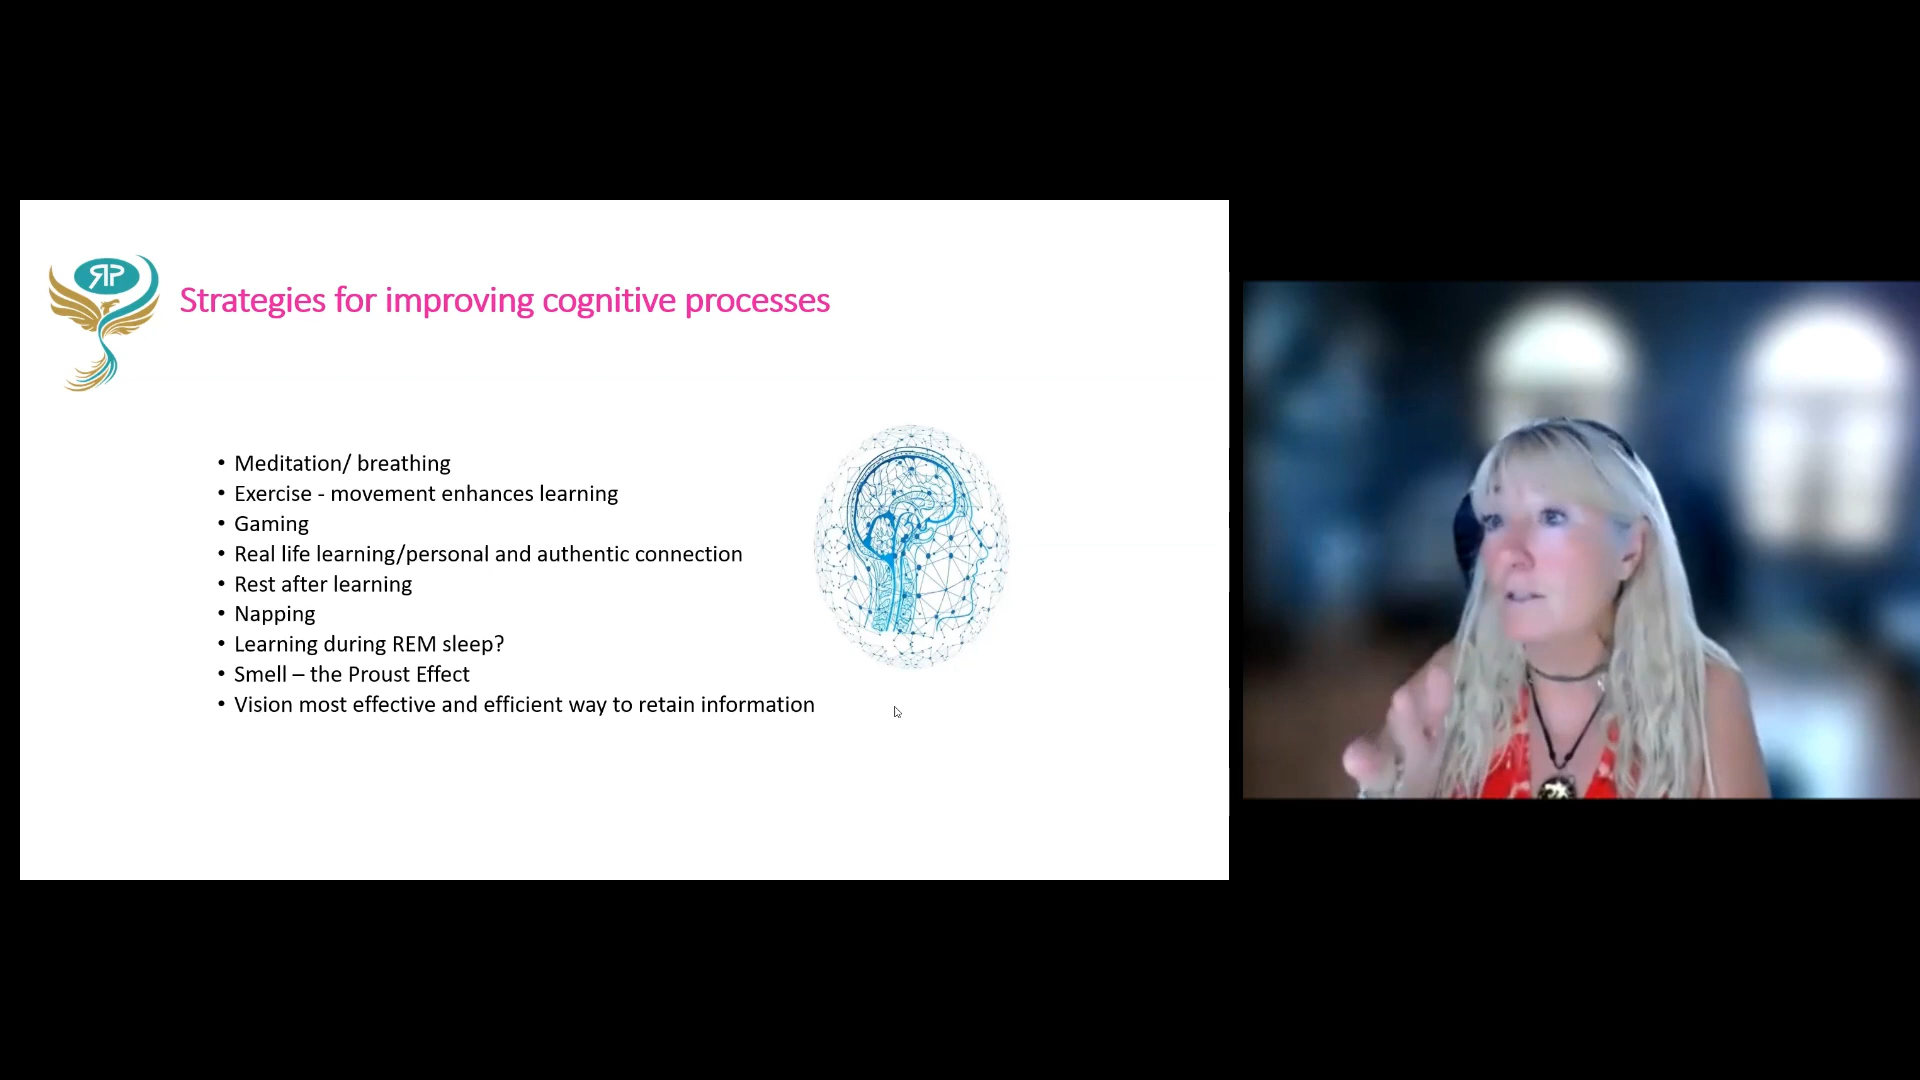 RP
Strategies for improving cognitive processes
• Meditation/ breathing
• Exercise - movement enhances learning
• Gaming
• Real life learning/personal and authentic connection
• Rest after learning
• Napping
• Learning during REM sleep?
• Smell – the Proust Effect
• Vision most effective and efficient way to retain information